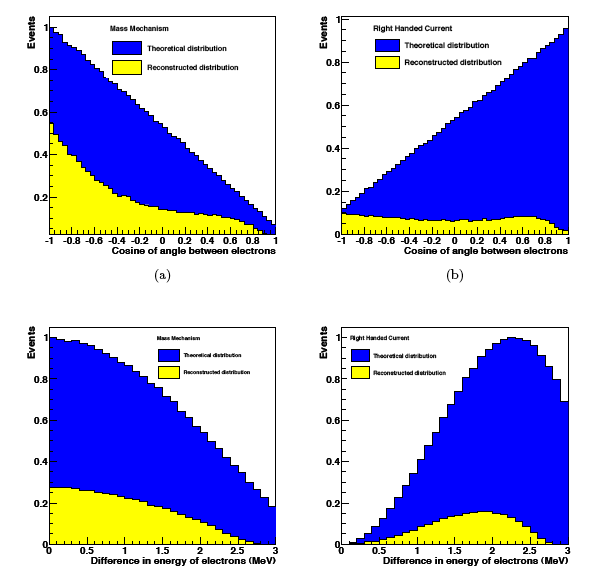 Events
Mass Mechanism
Theoretical distribution
Reconstructed distribution
1
0.8
0.6
0.4
0.2
-1 -0.8 -0.6 -0.4 -0.2 0 0.2 0.4 0.6 0.8 1
Cosine of angle between electrons
(a)
Events
Right Handed Current
Theoretical distribution
Reconstructed distribution
1
0.8
0.6
0.4
0.2
0
-1 -0.8 -0.6 -0.4 -0.2 0 0.2 0.4 0.6 0.8 1
Cosine of angle between electrons
(b)
Events
Mass Mechanism
Theoretical distribution
Reconstructed distribution
1
0.8
0.6
0.4
0.2
0
0 0.5 1 1.5 2 2.5 3
Difference in energy of electrons (MeV)
Events
Right Handed Current
Theoretical distribution
Reconstructed distribution
1
0.8
0.6
0.4
0.2
0
0 0.5 1 1.5 2 2.5 3
Difference in energy of electrons (MeV)